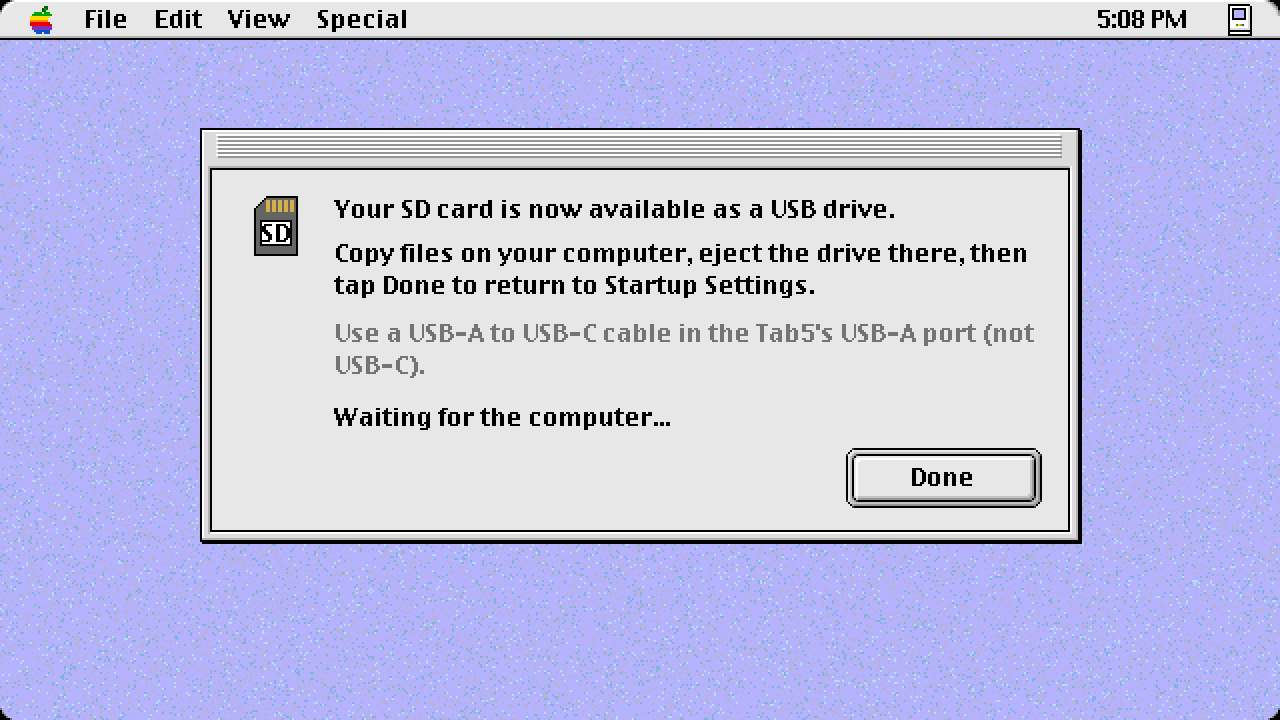 File Edit View Special 5:08 PM
Your SD card is now available as a USB drive.
SD
Copy files on your computer, eject the drive there, then
tap Done to return to Startup Settings.
Use a USB-A to USB-C cable in the Tab5's USB-A port (not
USB-C).
Waiting for the computer...
Done